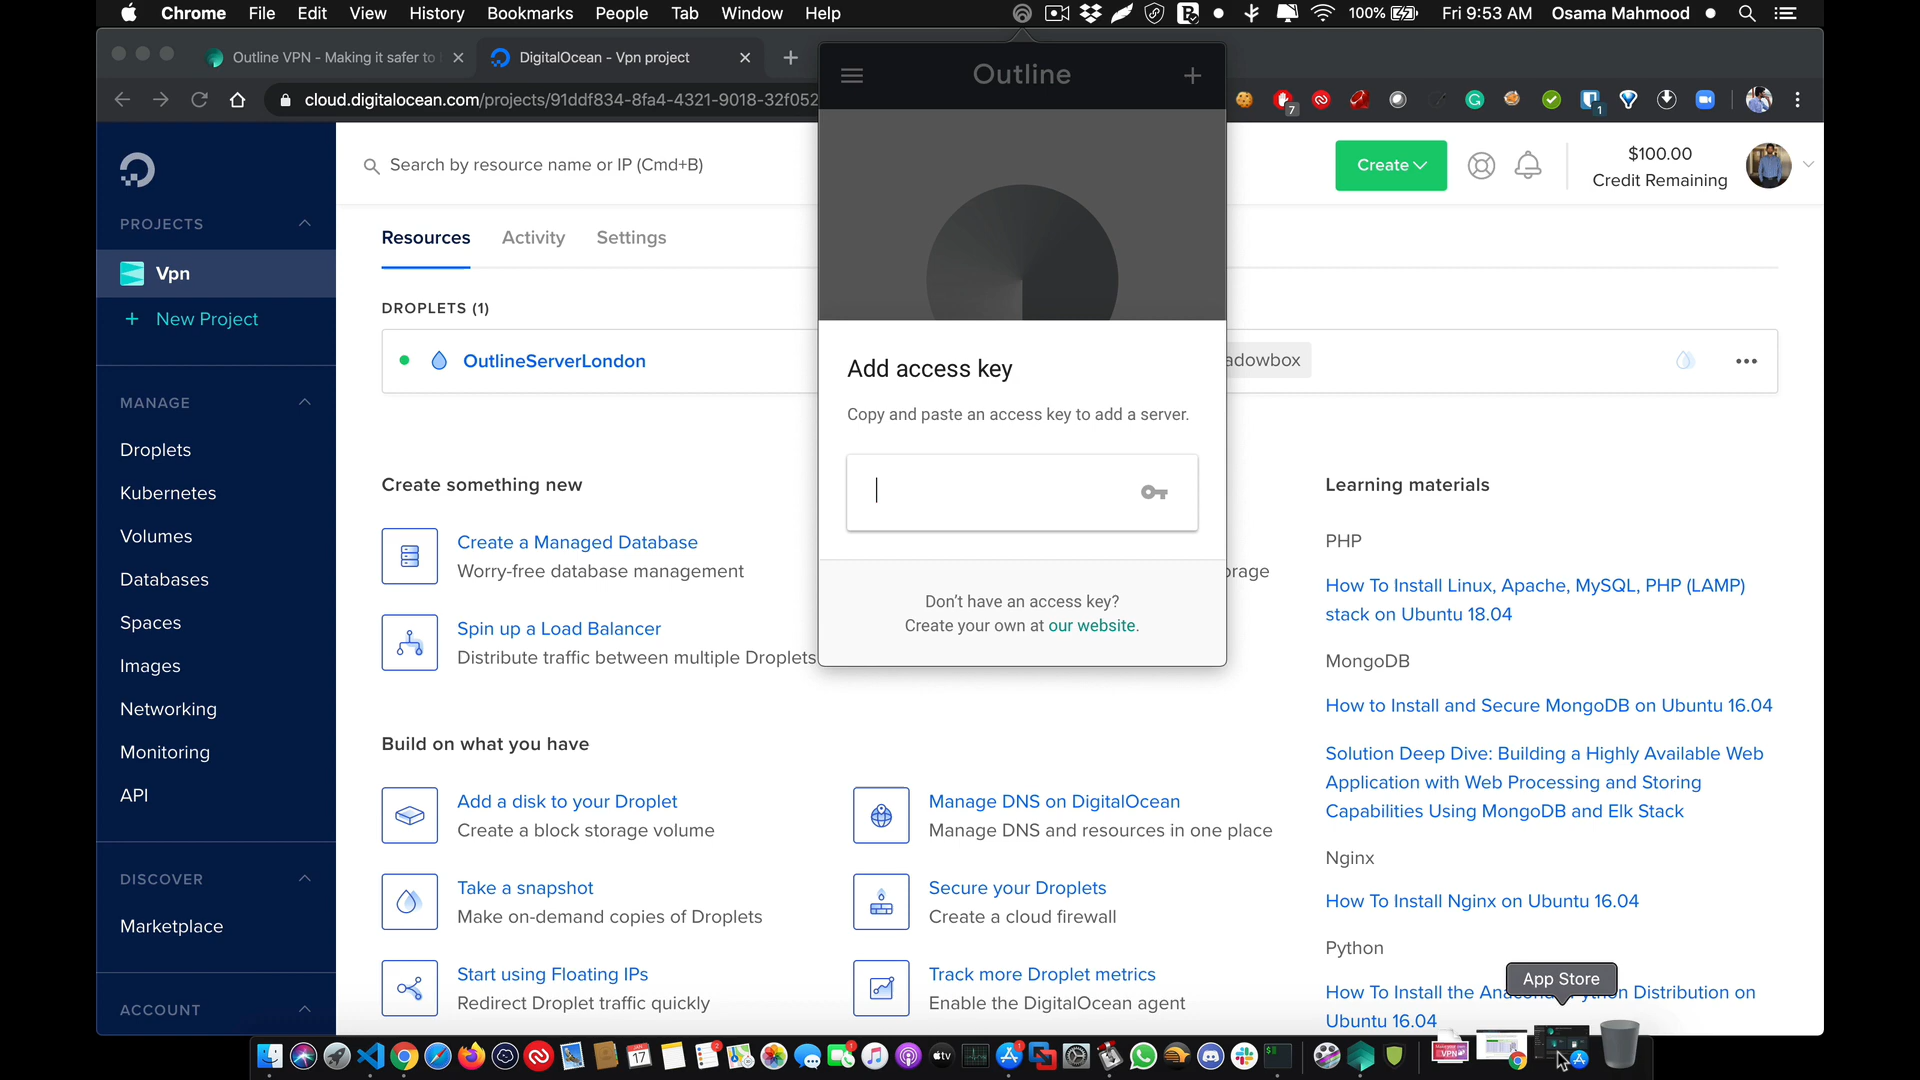 Chrome File Edit View History Bookmarks People Tab Window Help
100% Fri 9:53 AM Osama Mahmood
Outline VPN - Making it safer to
DigitalOcean - Vpn project
cloud.digitalocean.com/projects/91ddf834-8fa4-4321-9018-32f052
7
1
Outline
Add access key
Copy and paste an access key to add a server.
Don't have an access key?
Create your own at our website.
PROJECTS
Vpn
+ New Project
MANAGE
Droplets
Kubernetes
Volumes
Databases
Spaces
Images
Networking
Monitoring
API
DISCOVER
Marketplace
ACCOUNT
Search by resource name or IP (Cmd+B)
Create
$100.00
Credit Remaining
Resources Activity Settings
DROPLETS (1)
OutlineServerLondon
adowbox
Create something new
Create a Managed Database
Worry-free database management
orage
Spin up a Load Balancer
Distribute traffic between multiple Droplets
Build on what you have
Add a disk to your Droplet
Create a block storage volume
Manage DNS on DigitalOcean
Manage DNS and resources in one place
Take a snapshot
Make on-demand copies of Droplets
Secure your Droplets
Create a cloud firewall
Start using Floating IPs
Redirect Droplet traffic quickly
Track more Droplet metrics
Enable the DigitalOcean agent
Learning materials
PHP
How To Install Linux, Apache, MySQL, PHP (LAMP)
stack on Ubuntu 18.04
MongoDB
How to Install and Secure MongoDB on Ubuntu 16.04
Solution Deep Dive: Building a Highly Available Web
Application with Web Processing and Storing
Capabilities Using MongoDB and Elk Stack
Nginx
How To Install Nginx on Ubuntu 16.04
Python
App Store
How To Install the Anaconda Python Distribution on
Ubuntu 16.04
JAN
17
2
1
tv
1
VPN